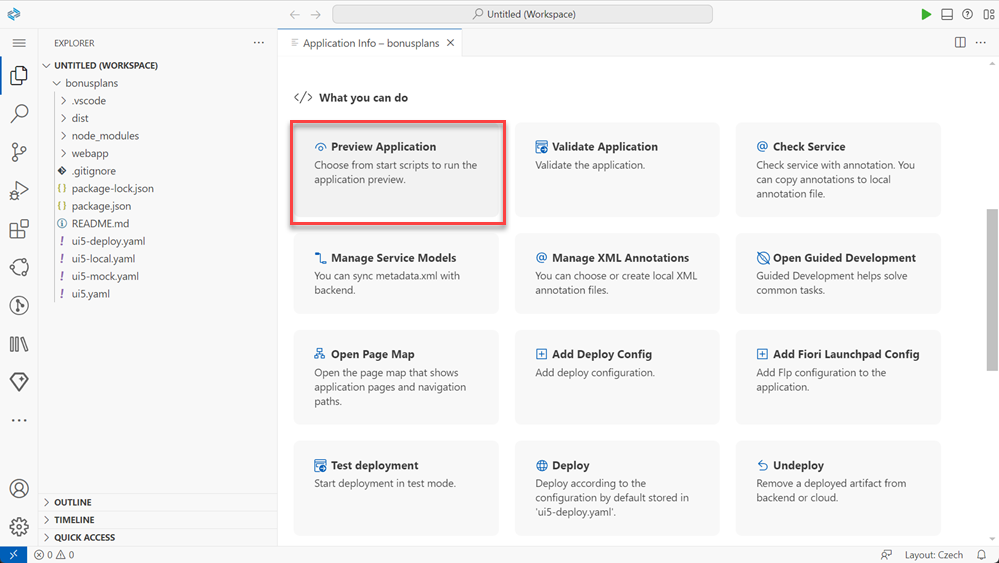 Untitled (Workspace)
EXPLORER
Application Info – bonusplans
UNTITLED (WORKSPACE)
bonusplans
.vscode
dist
node_modules
webapp
.gitignore
package-lock.json
package.json
README.md
ui5-deploy.yaml
ui5-local.yaml
ui5-mock.yaml
ui5.yaml
OUTLINE
TIMELINE
QUICK ACCESS
What you can do
Preview Application
Choose from start scripts to run the
application preview.
Validate Application
Validate the application.
Check Service
Check service with annotation. You
can copy annotations to local
annotation file.
Manage Service Models
You can sync metadata.xml with
backend.
Manage XML Annotations
You can choose or create local XML
annotation files.
Open Guided Development
Guided Development helps solve
common tasks.
Open Page Map
Open the page map that shows
application pages and navigation
paths.
Add Deploy Config
Add deploy configuration.
Add Fiori Launchpad Config
Add Flp configuration to the
application.
Test deployment
Start deployment in test mode.
Deploy
Deploy according to the
configuration by default stored in
'ui5-deploy.yaml'.
Undeploy
Remove a deployed artifact from
backend or cloud.
0 0
Layout: Czech